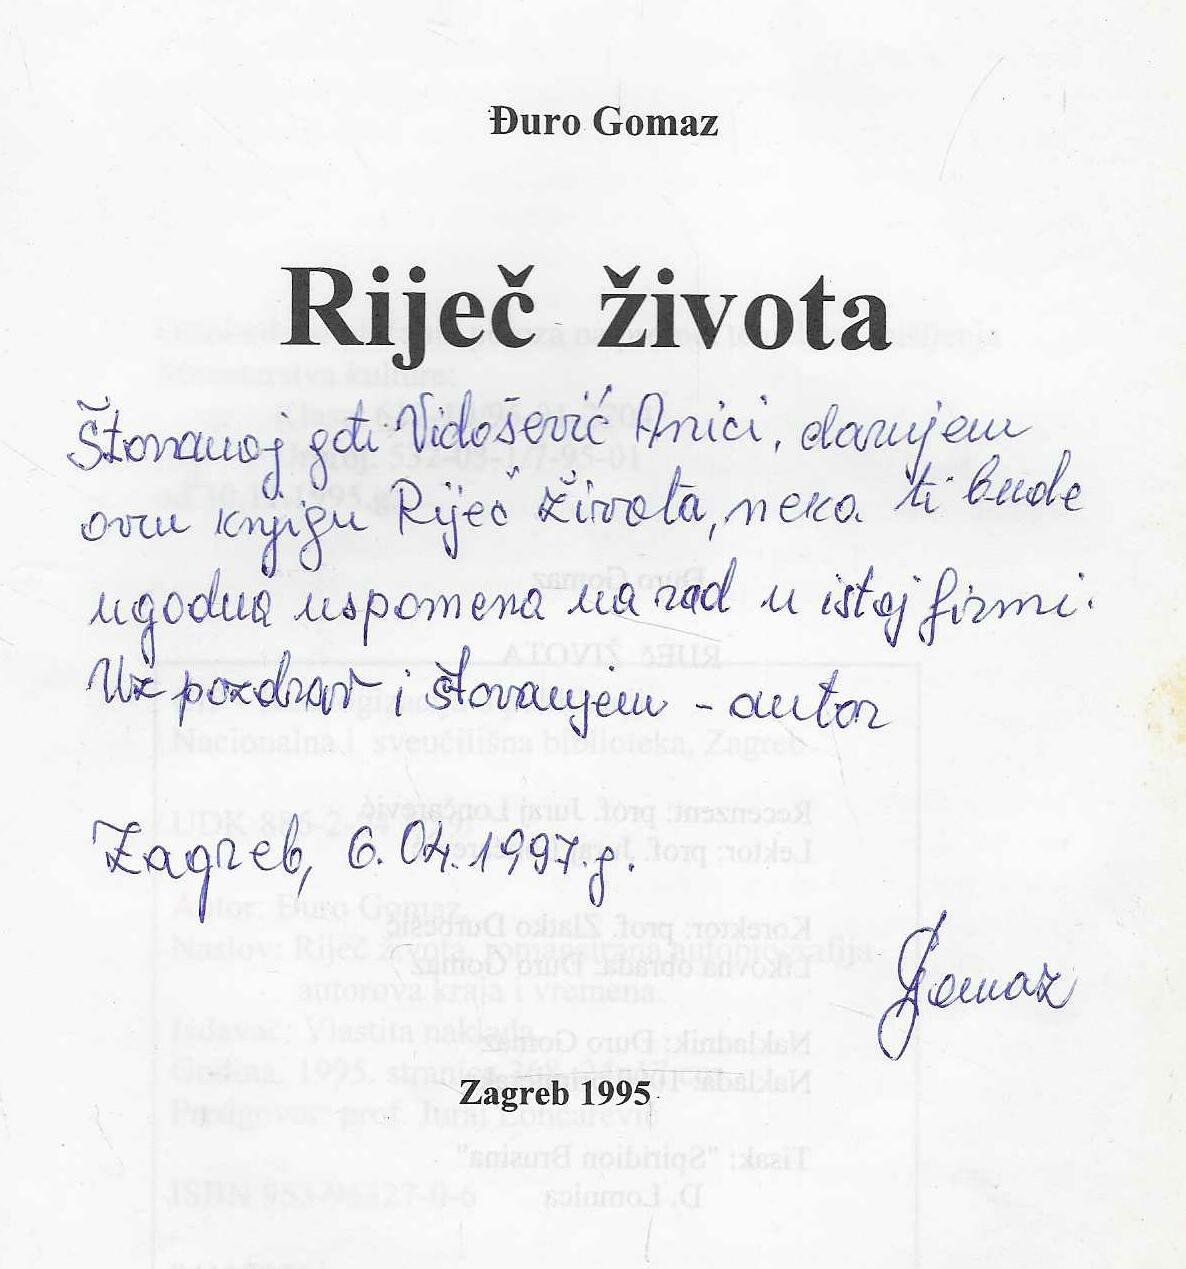 Đuro Gomaz
Riječ života
Štovanoj gđi Vidošević Anici, darujem
ovu knjigu Riječ Života, neka ti bude
ugodna uspomena na rad u istoj firmi.
Uz pozdrav i štovanjem - autor
Zagreb, 6.04.1997.g.
Gomaz
Zagreb 1995